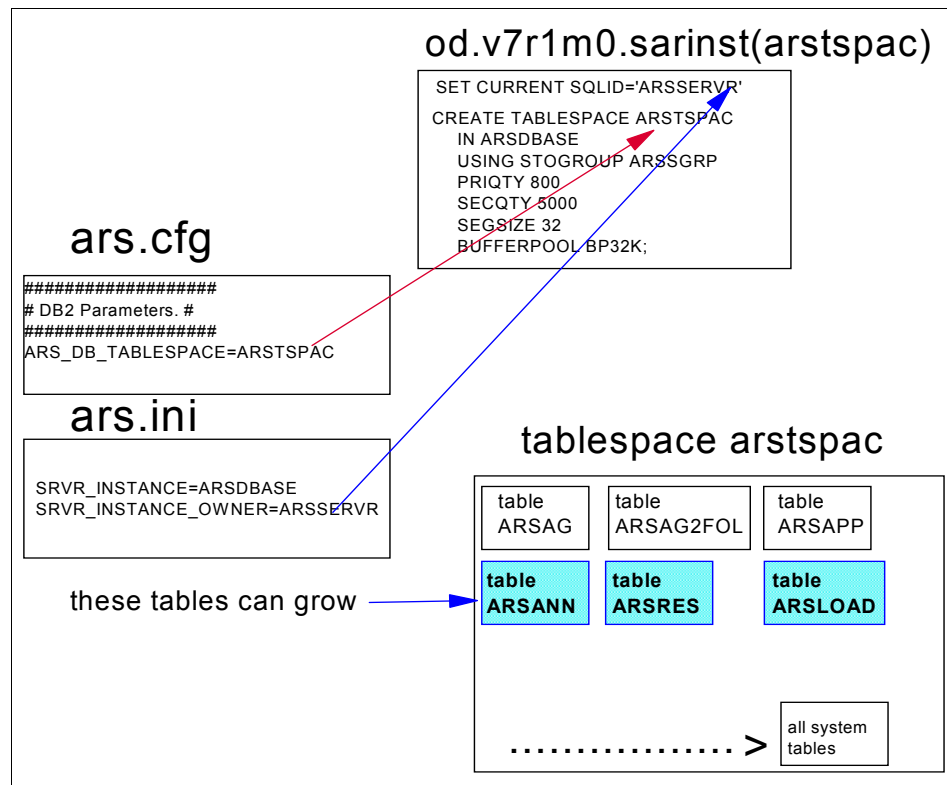 od.v7r1m0.sarinst(arstspac)
SET CURRENT SQLID='ARSSERVR'
CREATE TABLESPACE ARSTSPAC
IN ARSDBASE
USING STOGROUP ARSSGRP
PRIQTY 800
SECQTY 5000
SEGSIZE 32
BUFFERPOOL BP32K;
ars.cfg
###################
# DB2 Parameters. #
###################
ARS_DB_TABLESPACE=ARSTSPAC
ars.ini
SRVR_INSTANCE=ARSDBASE
SRVR_INSTANCE_OWNER=ARSSERVR
these tables can grow
tablespace arstspac
table
ARSAG
table
ARSAG2FOL
table
ARSAPP
table
ARSANN
table
ARSRES
table
ARSLOAD
................. >
all system
tables